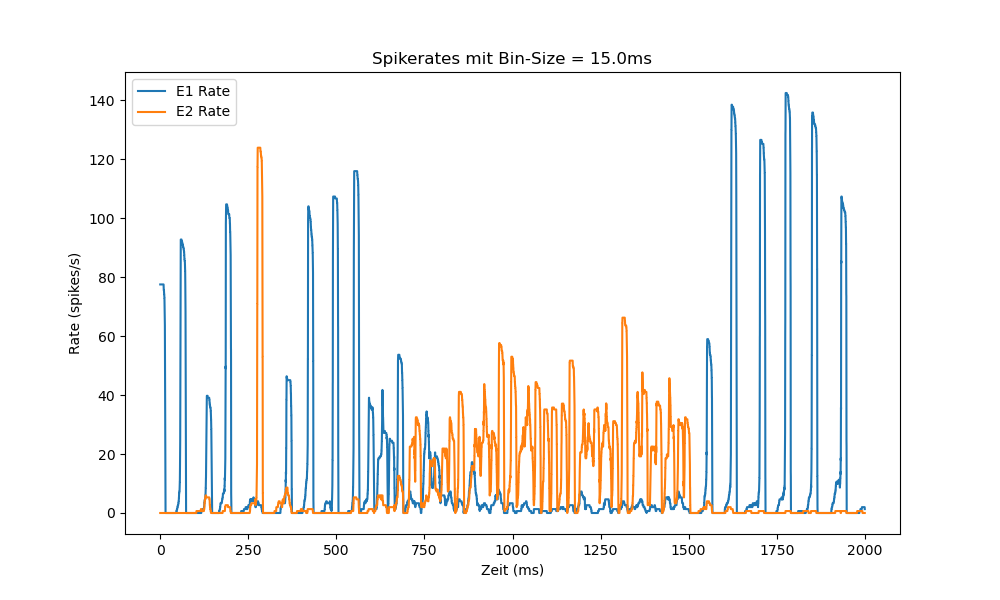 Spikerates mit Bin-Size = 15.0ms
E1 Rate
E2 Rate
Rate (spikes/s)
140
120
100
80
60
40
20
0
0 250 500 750 1000 1250 1500 1750 2000
Zeit (ms)